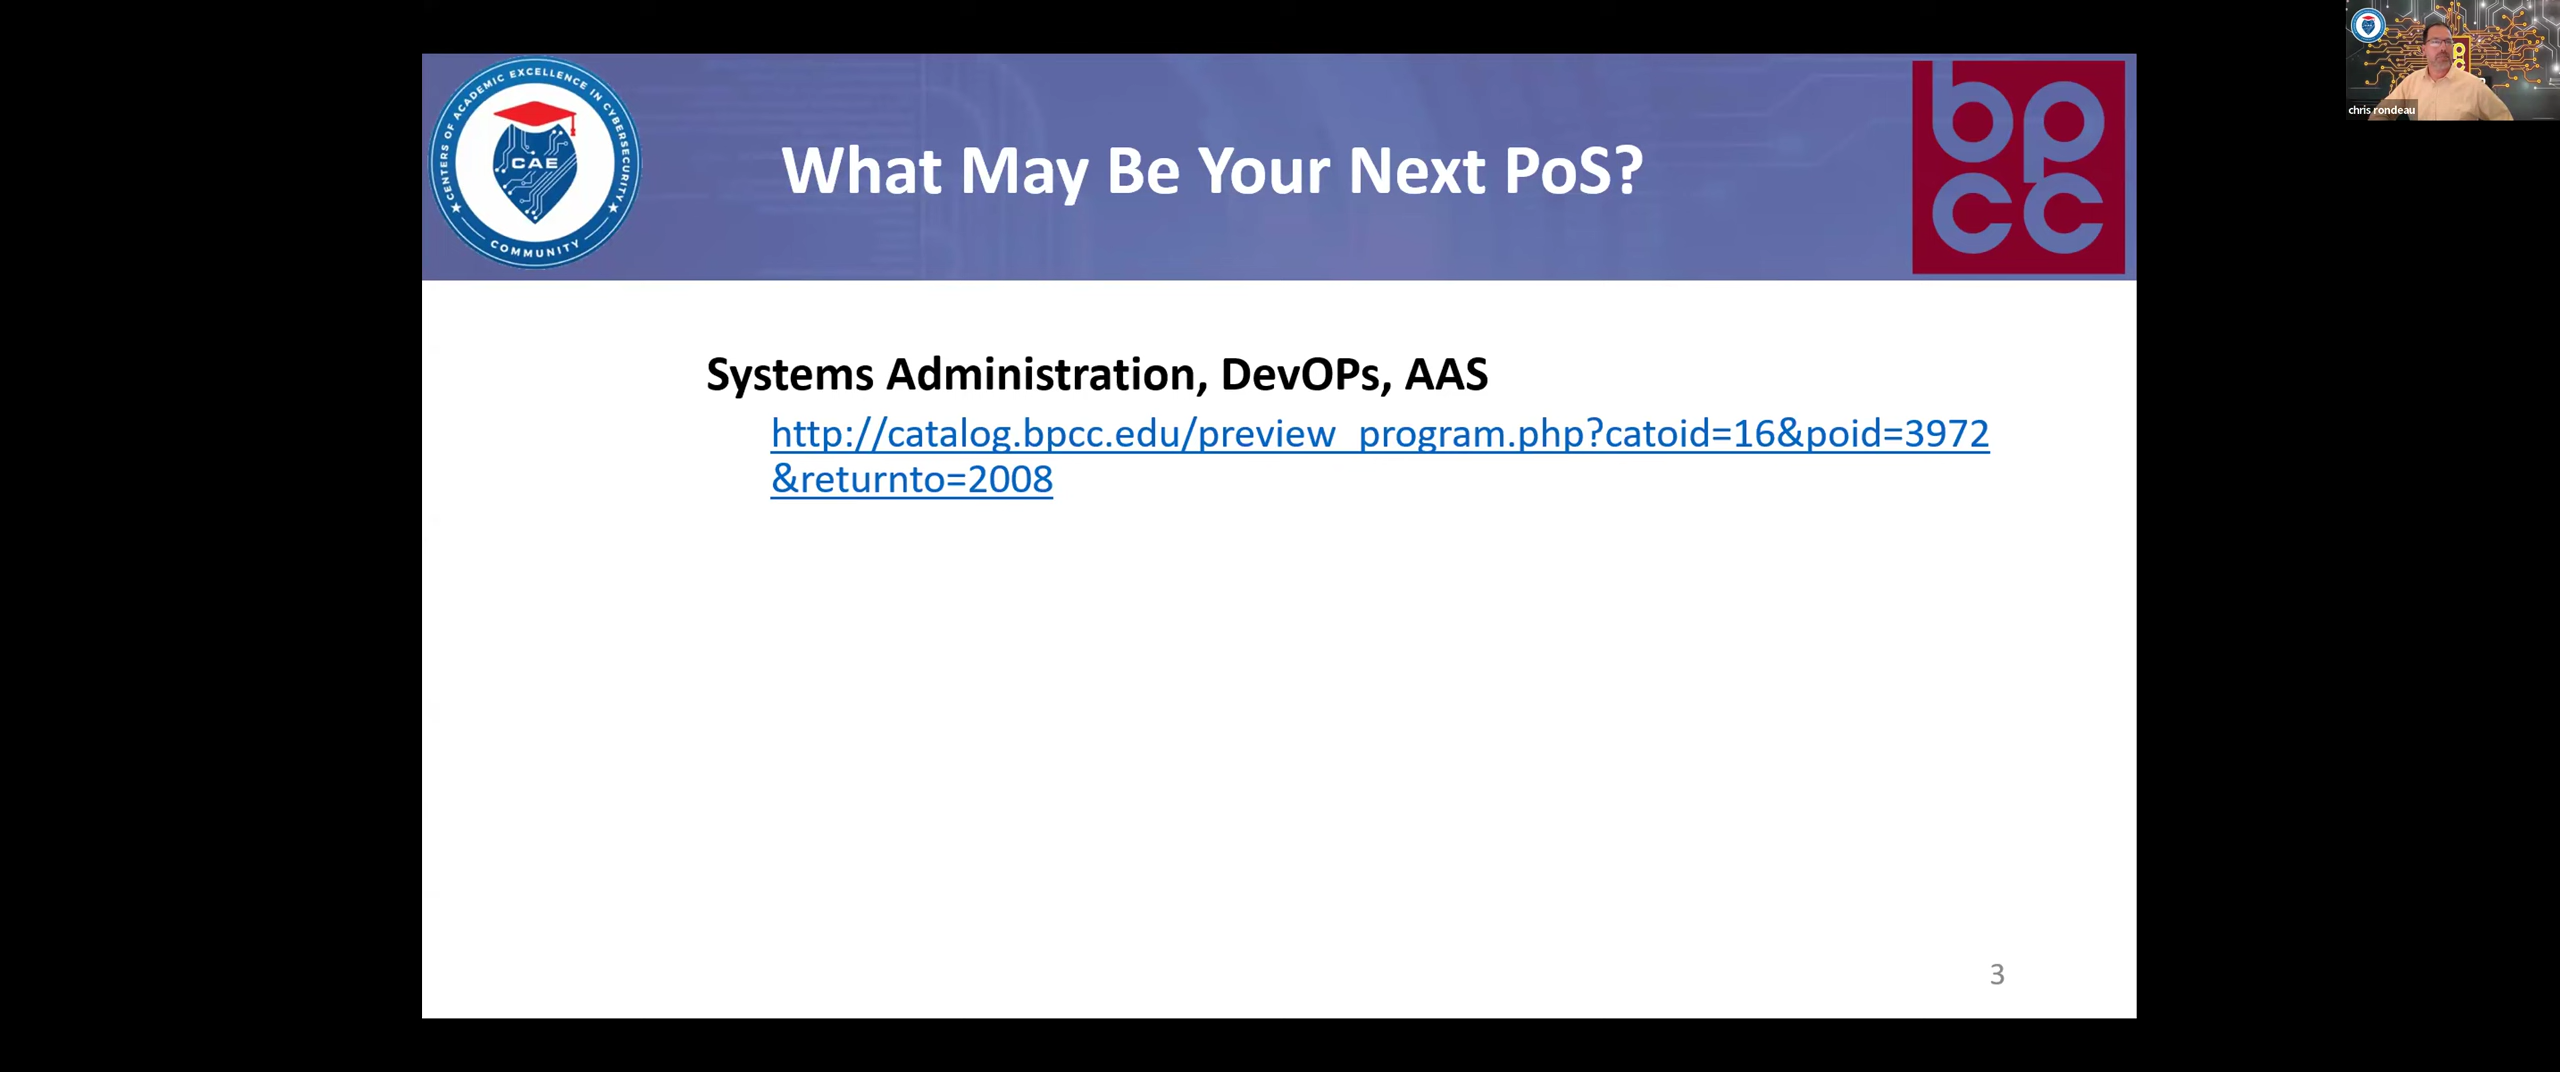 CENTERS OF ACADEMIC EXCELLENCE IN CYBERSECURITY
CAE
COMMUNITY
What May Be Your Next PoS?
bp
cc
chris rondeau
Systems Administration, DevOPs, AAS
http://catalog.bpcc.edu/preview_program.php?catoid=16&poid=3972
&returnto=2008
3